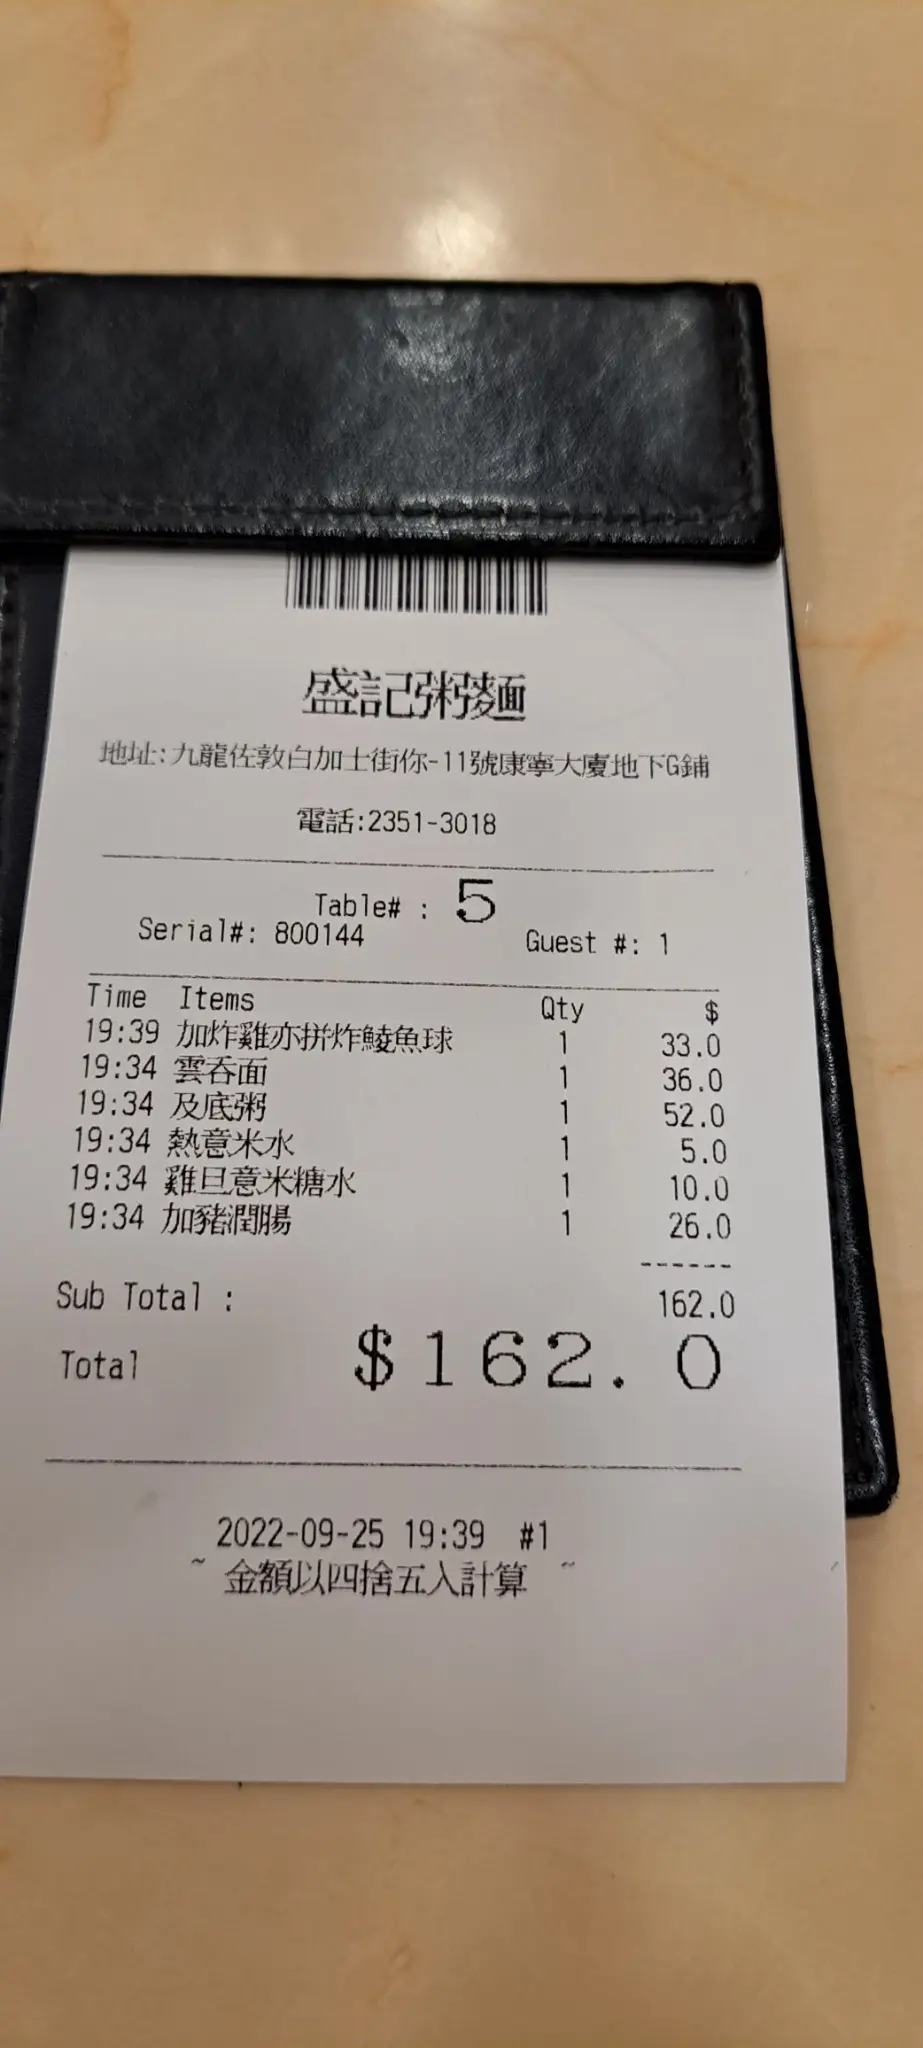 盛記粥麵
地址:九龍佐敦白加士街你-11號康寧大廈地下G鋪
電話:2351-3018
Table# : 5
Serial#: 800144 Guest #: 1
Time Items Qty $
19:39 加炸雞亦拼炸鯪魚球 1 33.0
19:34 雲吞面 1 36.0
19:34 及底粥 1 52.0
19:34 熱意米水 1 5.0
19:34 雞旦意米糖水 1 10.0
19:34 加豬潤腸 1 26.0
------
Sub Total : 162.0
Total $162.0
2022-09-25 19:39 #1
~ 金額以四捨五入計算 ~